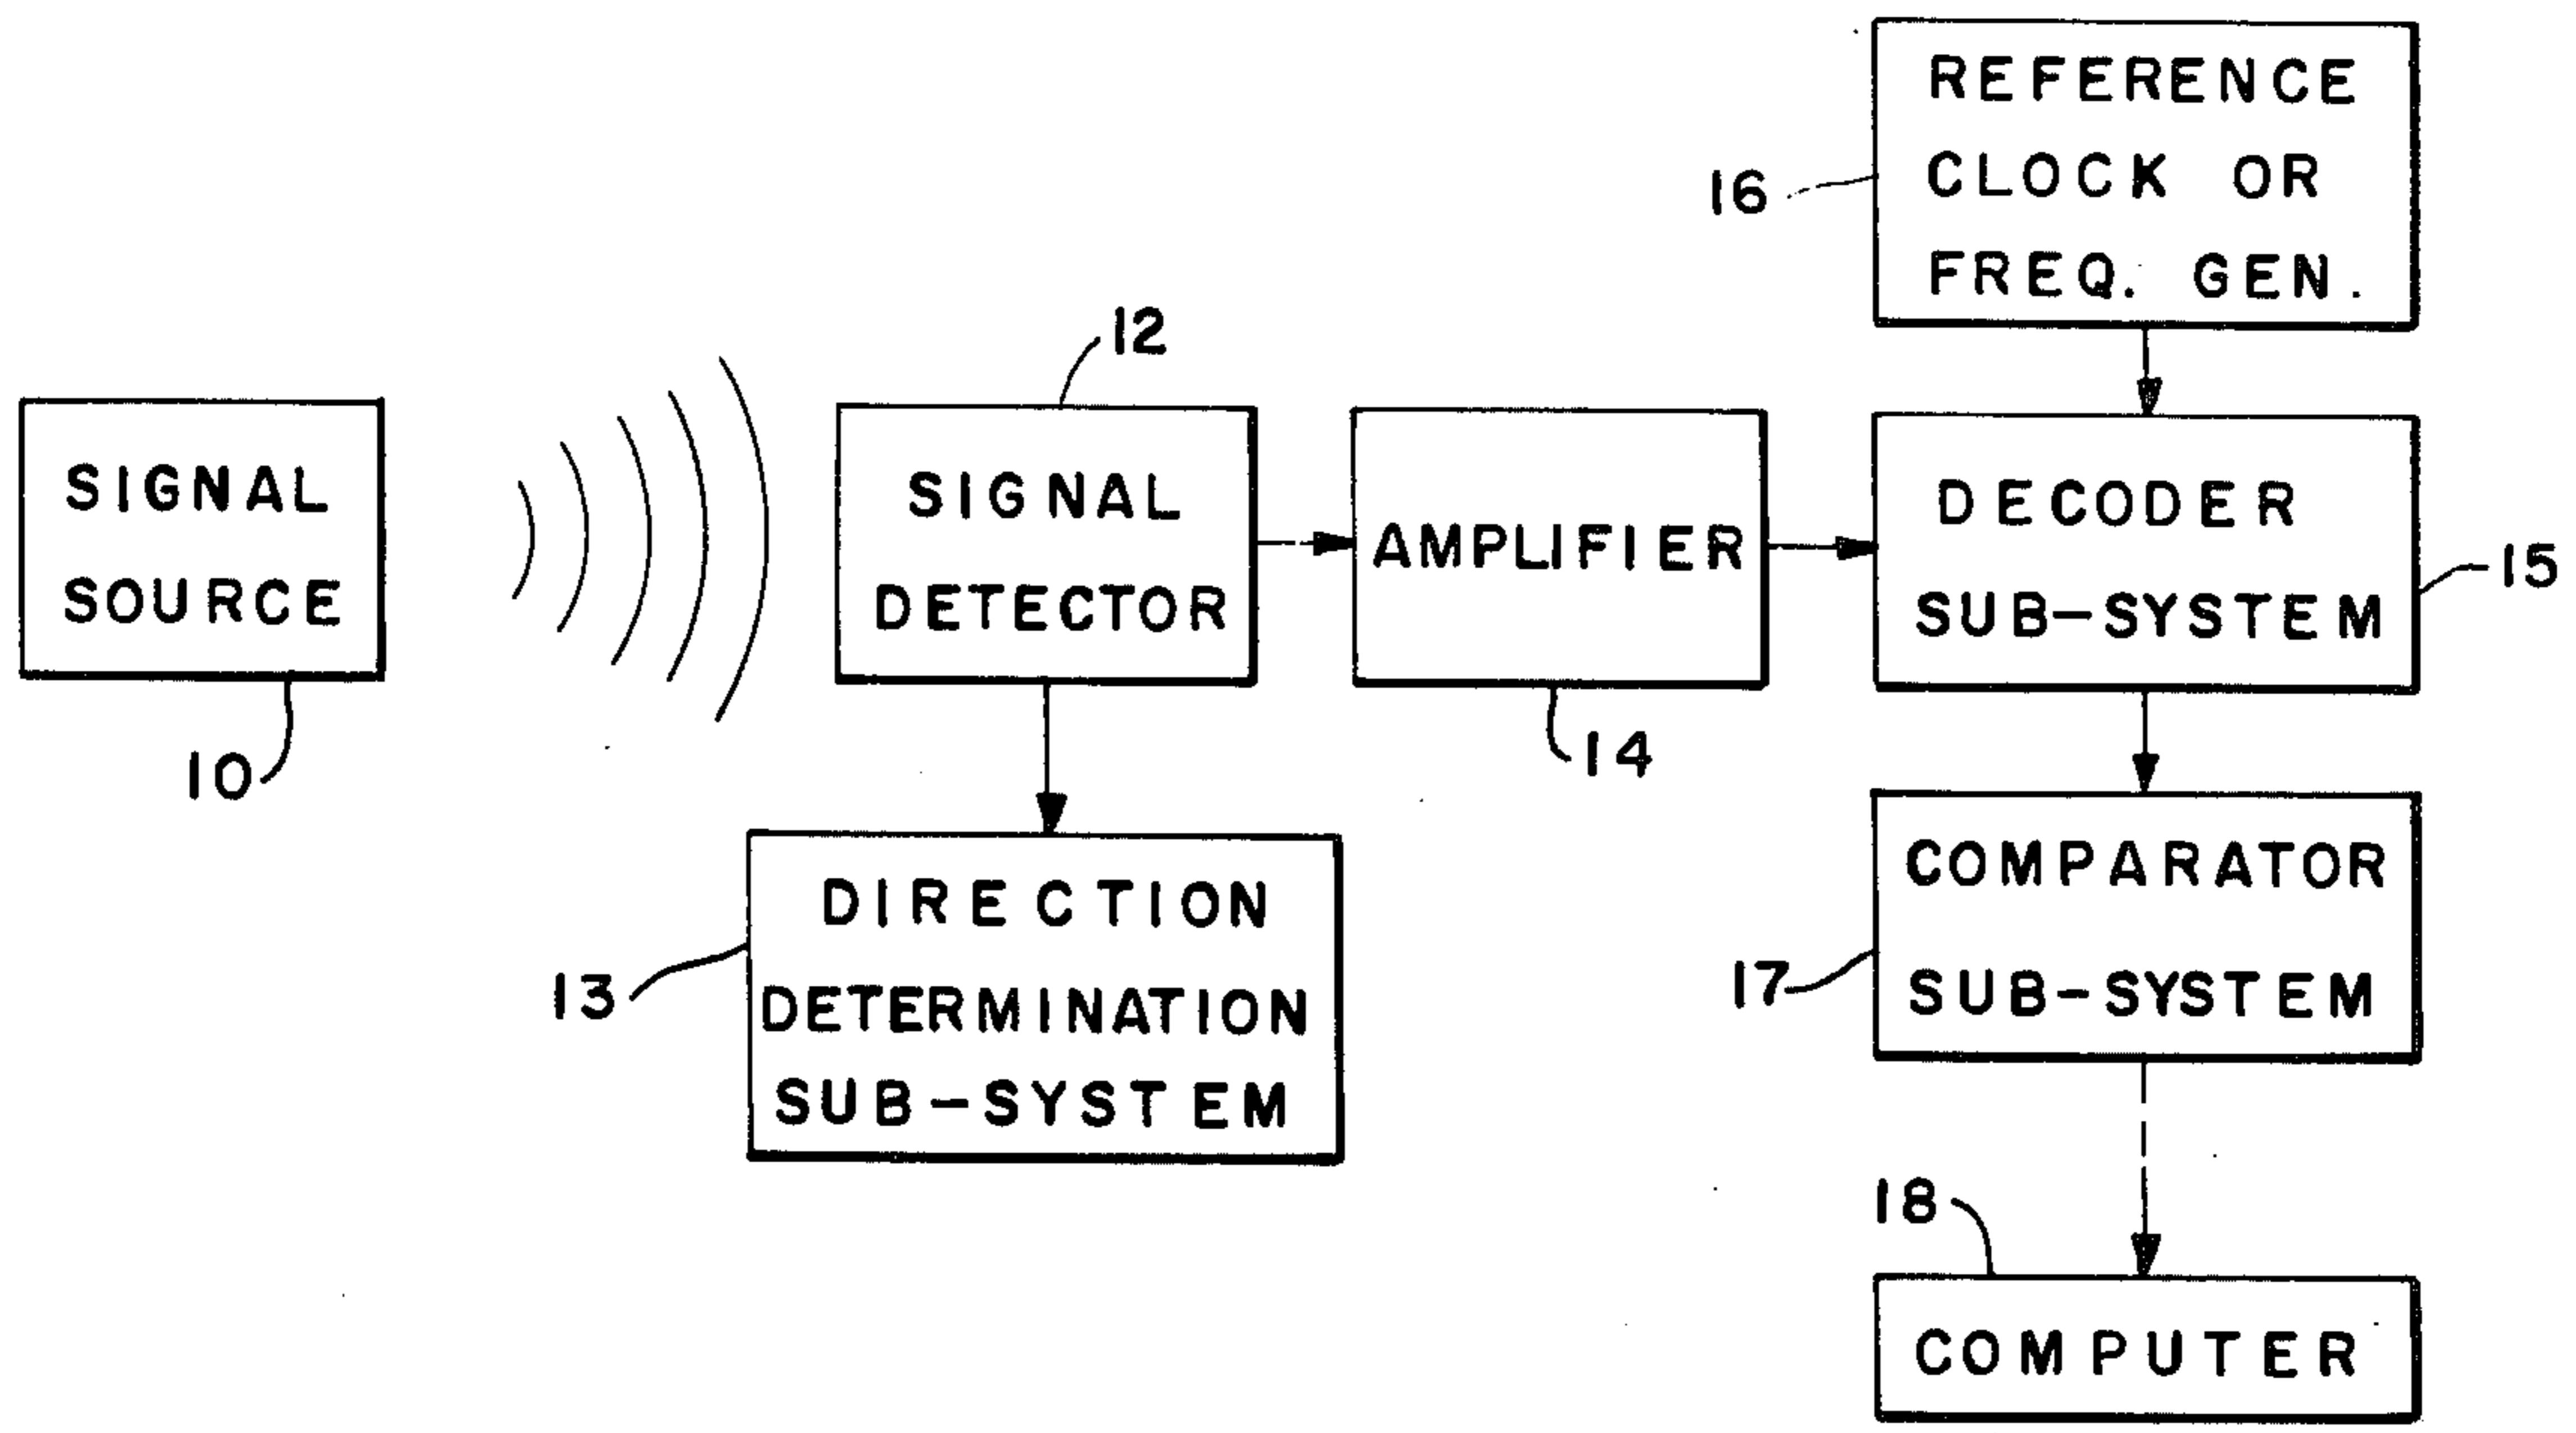 SIGNAL
SOURCE
10
12
SIGNAL
DETECTOR
13
DIRECTION
DETERMINATION
SUB-SYSTEM
AMPLIFIER
14
16
REFERENCE
CLOCK OR
FREQ. GEN.
DECODER
SUB-SYSTEM
15
17
COMPARATOR
SUB-SYSTEM
18
COMPUTER